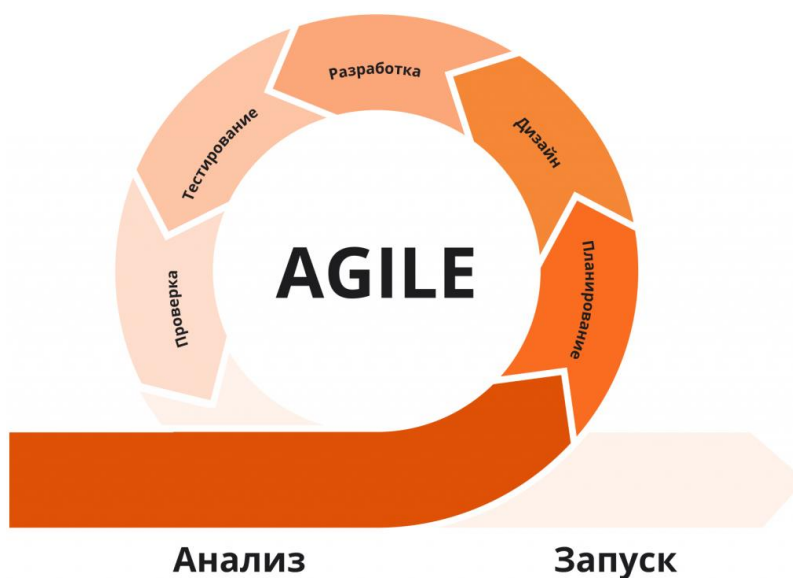 Разработка
Дизайн
Тестирование
AGILE
Планирование
Проверка
Анализ
Запуск